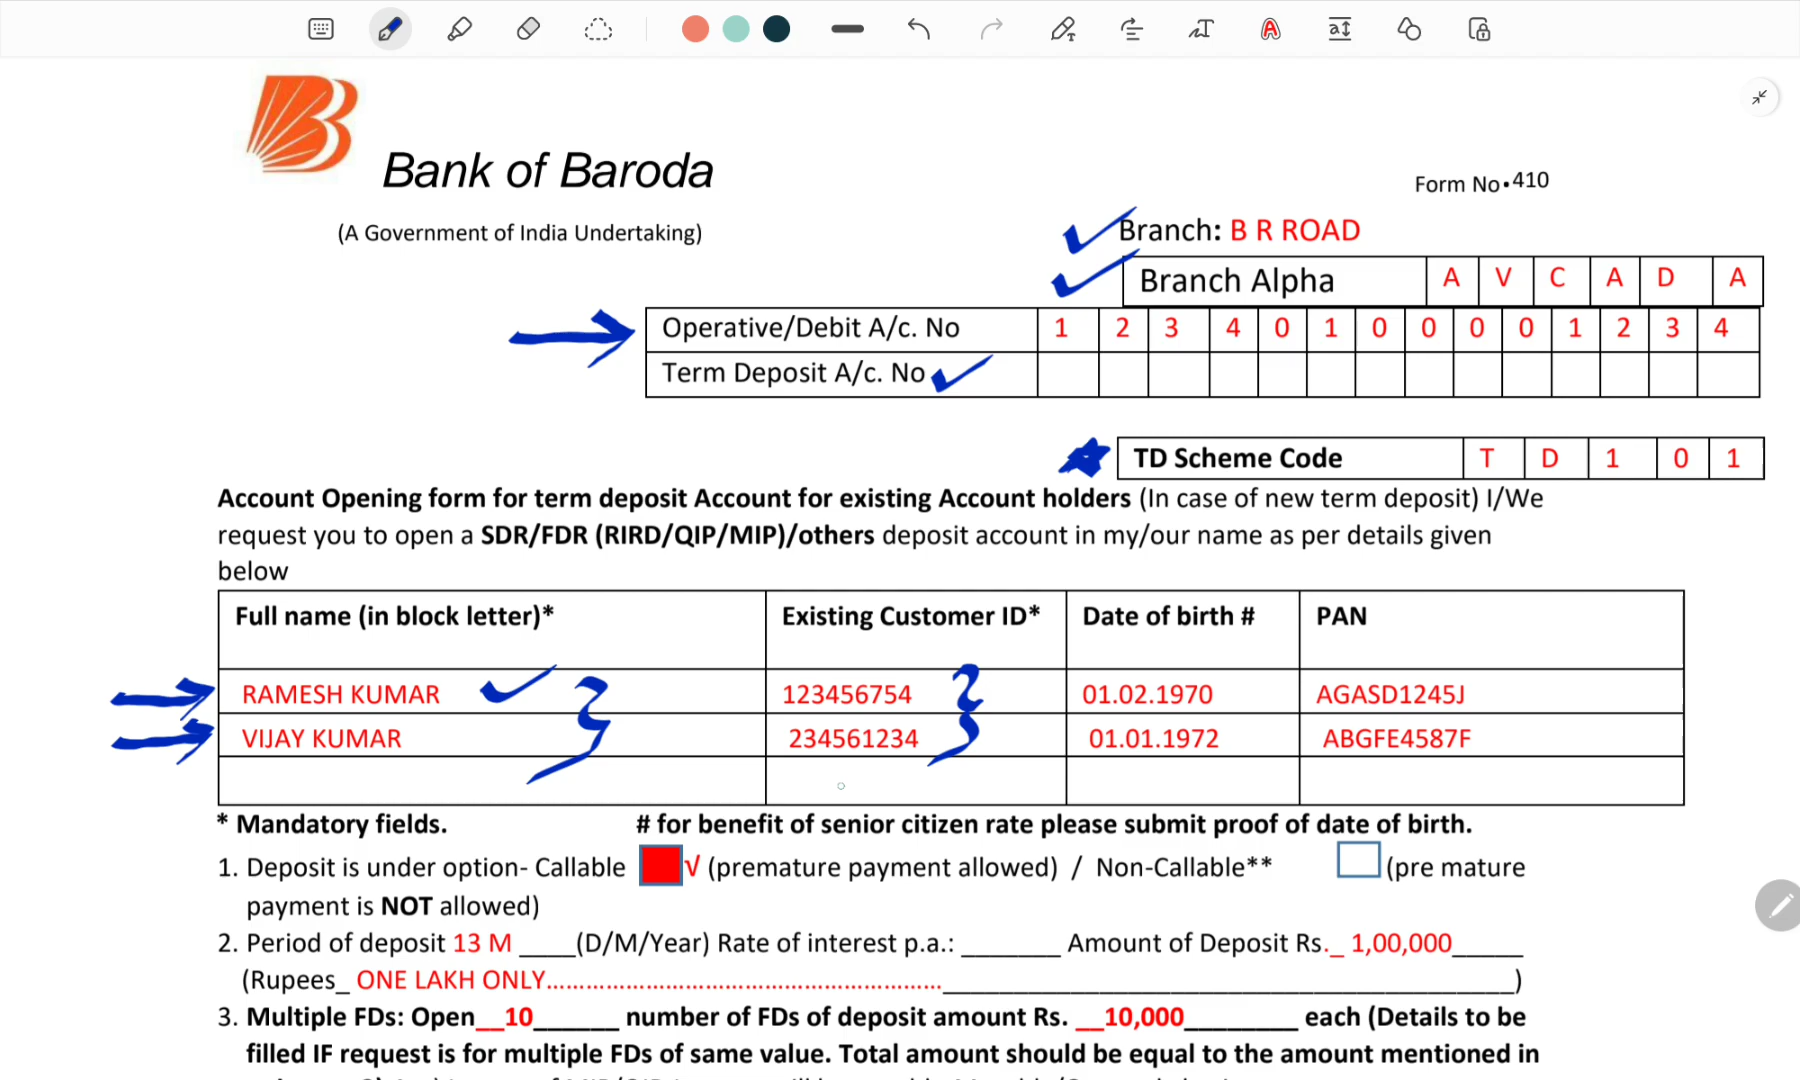 Bank of Baroda
Form No.410
(A Government of India Undertaking)
Branch: B R ROAD
Branch Alpha A V C A D A
Operative/Debit A/c. No 1 2 3 4 0 1 0 0 0 0 1 2 3 4
Term Deposit A/c. No
TD Scheme Code T D 1 0 1
Account Opening form for term deposit Account for existing Account holders (In case of new term deposit) I/We
request you to open a SDR/FDR (RIRD/QIP/MIP)/others deposit account in my/our name as per details given
below
Full name (in block letter)* Existing Customer ID* Date of birth # PAN
RAMESH KUMAR 123456754 01.02.1970 AGASD1245J
VIJAY KUMAR 234561234 01.01.1972 ABGFE4587F
* Mandatory fields. # for benefit of senior citizen rate please submit proof of date of birth.
1. Deposit is under option- Callable √ (premature payment allowed) / Non-Callable** (pre mature
payment is NOT allowed)
2. Period of deposit 13 M ____(D/M/Year) Rate of interest p.a.: _______ Amount of Deposit Rs._ 1,00,000_____
(Rupees_ ONE LAKH ONLY............................................................_________________________________________)
3. Multiple FDs: Open__10______ number of FDs of deposit amount Rs. __10,000________ each (Details to be
filled IF request is for multiple FDs of same value. Total amount should be equal to the amount mentioned in